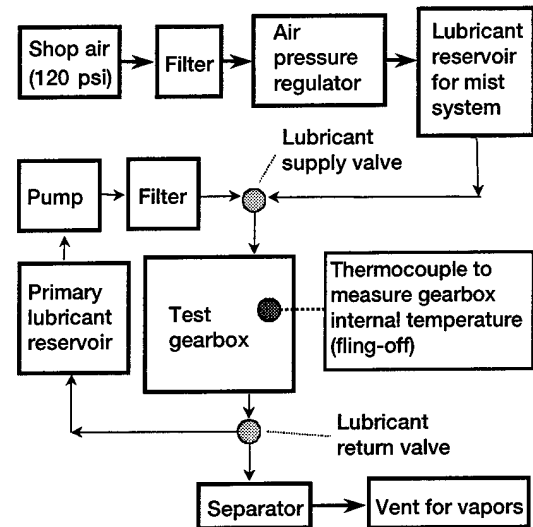 Shop air
(120 psi)
Filter
Air
pressure
regulator
Lubricant
reservoir
for mist
system
Lubricant
supply valve
Pump
Filter
Primary
lubricant
reservoir
Test
gearbox
Thermocouple to
measure gearbox
internal temperature
(fling-off)
Lubricant
return valve
Separator
Vent for vapors